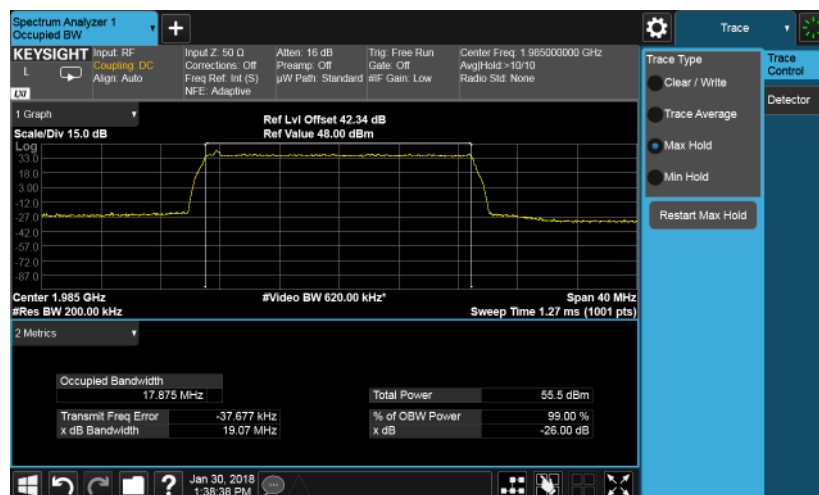 Spectrum Analyzer 1
Occupied BW
+
Trace
KEYSIGHT
L
LXI
Input: RF
Coupling: DC
Align: Auto
Input Z: 50 Ω
Corrections: Off
Freq Ref: Int (S)
NFE: Adaptive
Atten: 16 dB
Preamp: Off
µW Path: Standard
Trig: Free Run
Gate: Off
#IF Gain: Low
Center Freq: 1.985000000 GHz
Avg|Hold:>10/10
Radio Std: None
Trace Type
Clear / Write
Trace Average
Max Hold
Min Hold
Restart Max Hold
Trace
Control
Detector
1 Graph
Scale/Div 15.0 dB
Ref Lvl Offset 42.34 dB
Ref Value 48.00 dBm
Log
33.0
18.0
3.00
-12.0
-27.0
-42.0
-57.0
-72.0
-87.0
Center 1.985 GHz
#Video BW 620.00 kHz*
Span 40 MHz
#Res BW 200.00 kHz
Sweep Time 1.27 ms (1001 pts)
2 Metrics
Occupied Bandwidth
17.875 MHz
Total Power 55.5 dBm
Transmit Freq Error -37.677 kHz
% of OBW Power 99.00 %
x dB Bandwidth 19.07 MHz
x dB -26.00 dB
?
Jan 30, 2018
1:38:38 PM